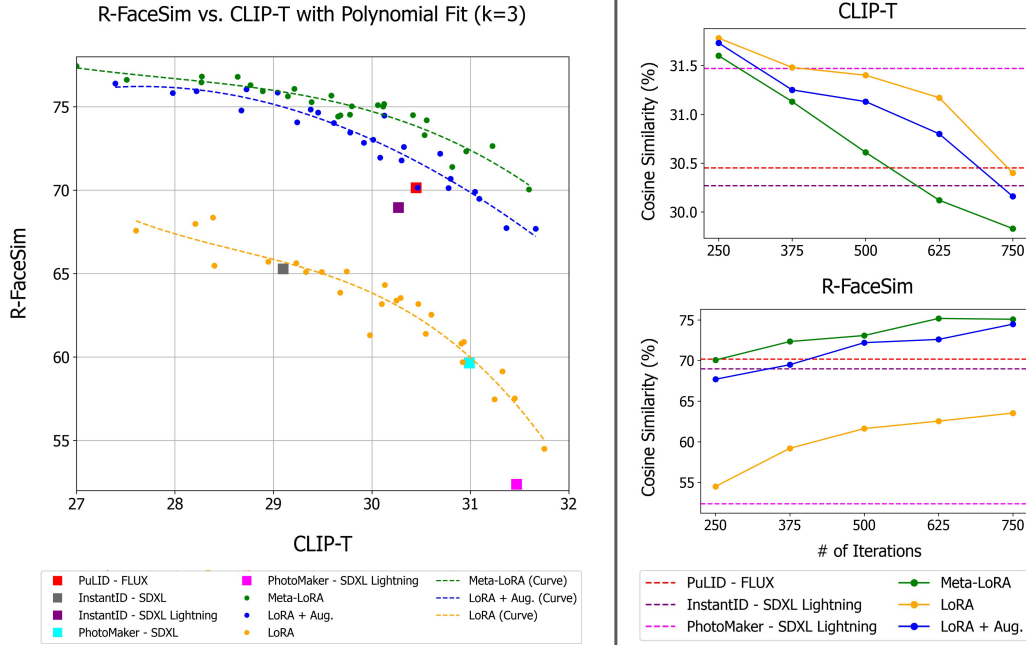 R-FaceSim vs. CLIP-T with Polynomial Fit (k=3)
R-FaceSim
75
70
65
60
55
27
28
29
30
31
32
CLIP-T
PuLID - FLUX
InstantID - SDXL
InstantID - SDXL Lightning
PhotoMaker - SDXL
PhotoMaker - SDXL Lightning
Meta-LoRA
LoRA + Aug.
LoRA
Meta-LoRA (Curve)
LoRA + Aug. (Curve)
LoRA (Curve)
CLIP-T
Cosine Similarity (%)
31.5
31.0
30.5
30.0
250
375
500
625
750
R-FaceSim
Cosine Similarity (%)
75
70
65
60
55
250
375
500
625
750
# of Iterations
PuLID - FLUX
InstantID - SDXL Lightning
PhotoMaker - SDXL Lightning
Meta-LoRA
LoRA
LoRA + Aug.